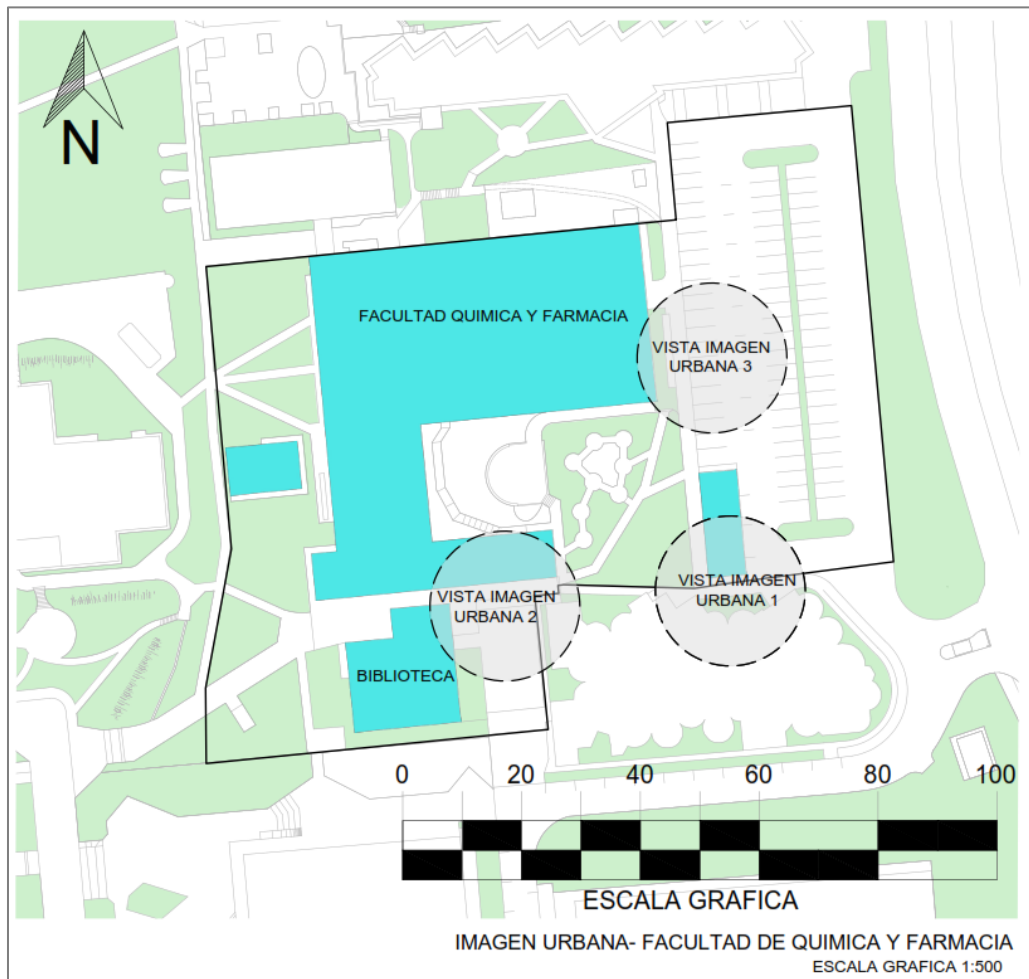 N
FACULTAD QUIMICA Y FARMACIA
VISTA IMAGEN
URBANA 3
VISTA IMAGEN
URBANA 1
VISTA IMAGEN
URBANA 2
BIBLIOTECA
0 20 40 60 80 100
ESCALA GRAFICA
IMAGEN URBANA- FACULTAD DE QUIMICA Y FARMACIA
ESCALA GRAFICA 1:500